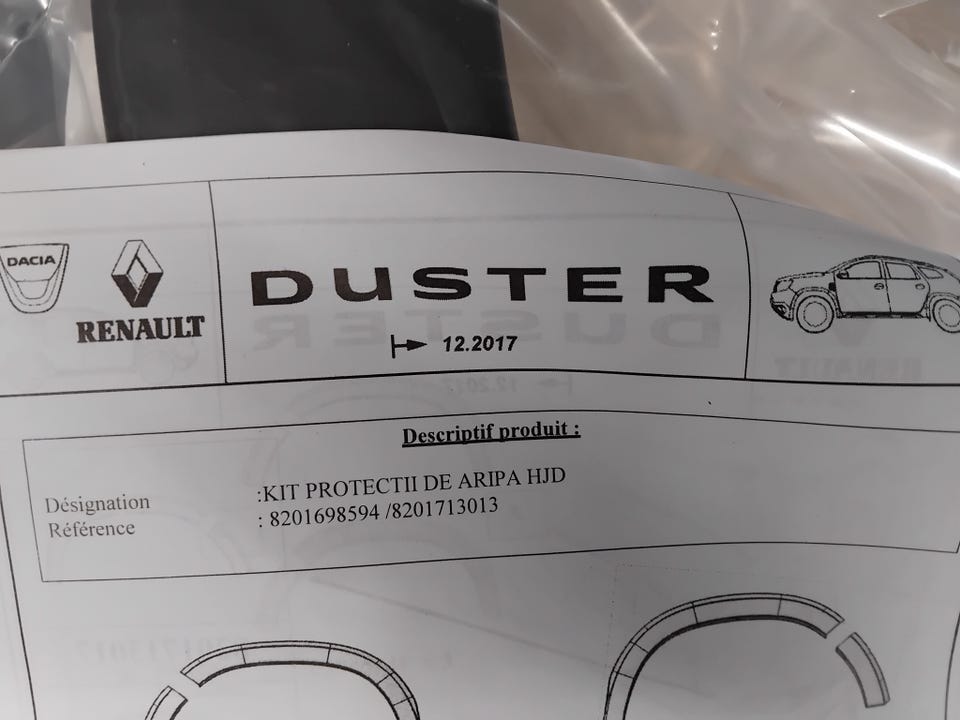 DACIA
RENAULT
DUSTER
12.2017
Descriptif produit :
Désignation :KIT PROTECTII DE ARIPA HJD
Référence : 8201698594 /8201713013